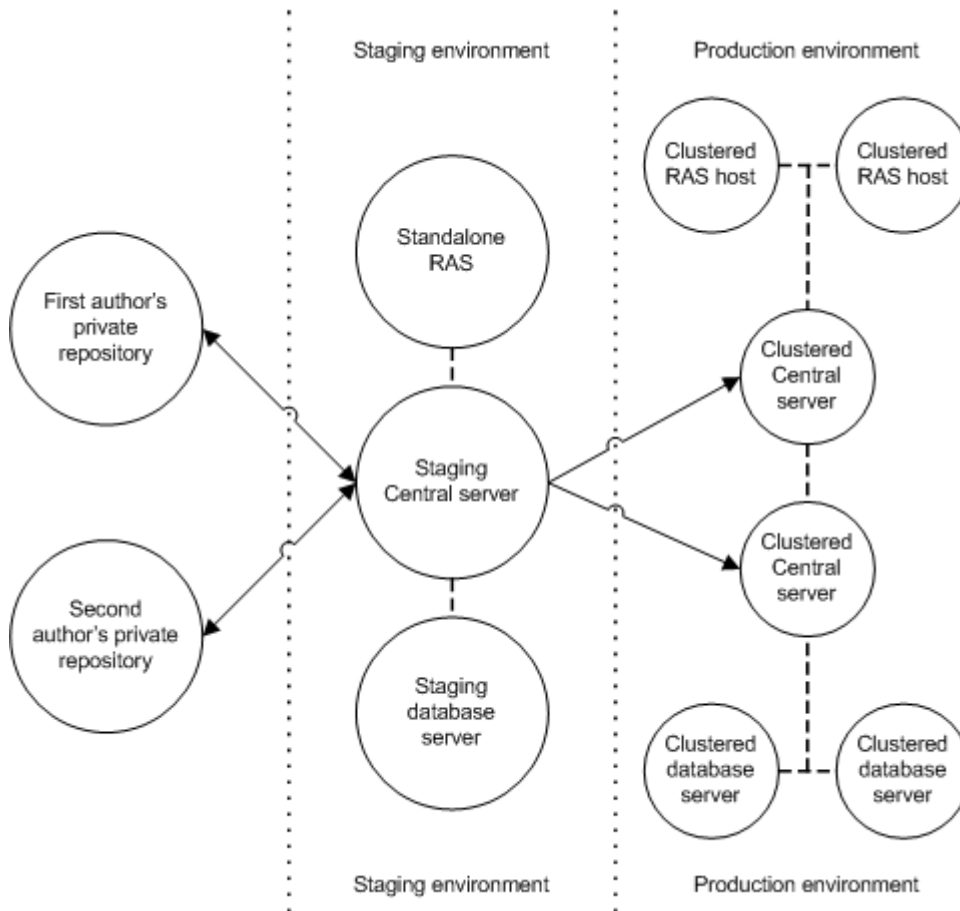 Staging environment
Production environment
Clustered
RAS host
Clustered
RAS host
Standalone
RAS
First author's
private
repository
Clustered
Central
server
Staging
Central server
Clustered
Central
server
Second
author's private
repository
Staging
database
server
Clustered
database
server
Clustered
database
server
Staging environment
Production environment